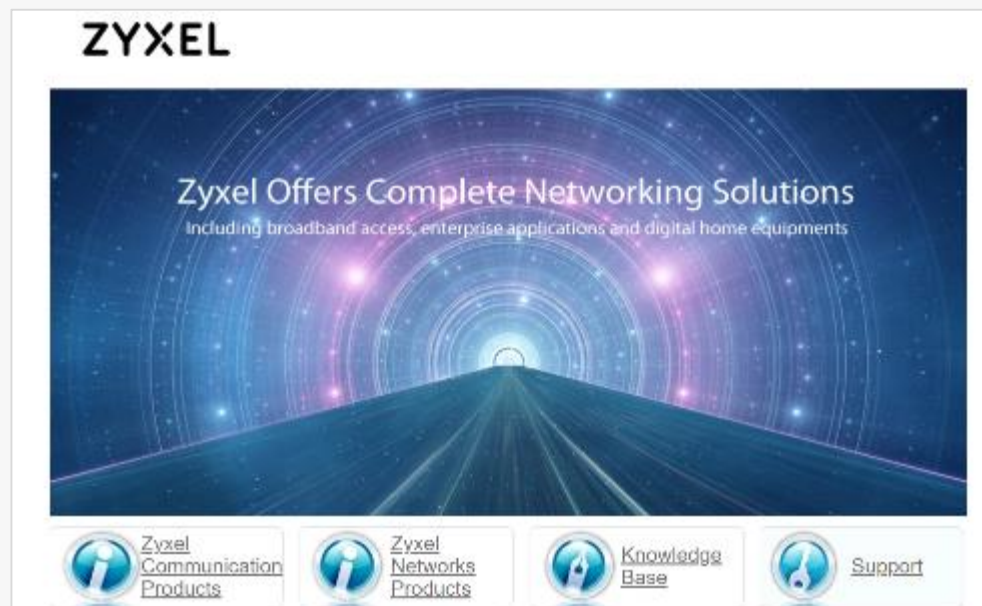 ZYXEL
Zyxel Offers Complete Networking Solutions
Including broadband access, enterprise applications and digital home equipments
Zyxel
Communication
Products
Zyxel
Networks
Products
Knowledge
Base
Support